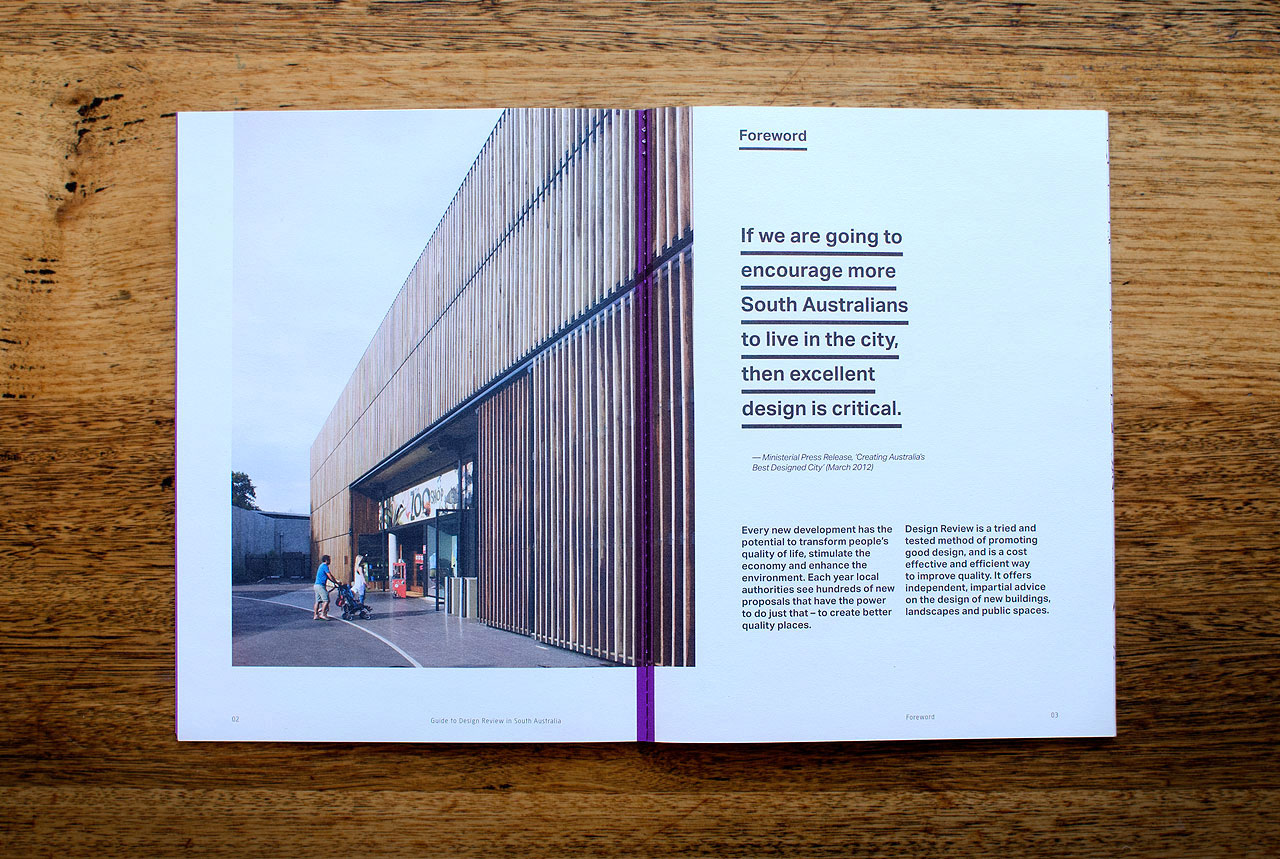 ZOO SHOP
02
Guide to Design Review in South Australia
Foreword
If we are going to
encourage more
South Australians
to live in the city,
then excellent
design is critical.
— Ministerial Press Release, ‘Creating Australia’s
Best Designed City’ (March 2012)
Every new development has the
potential to transform people’s
quality of life, stimulate the
economy and enhance the
environment. Each year local
authorities see hundreds of new
proposals that have the power
to do just that – to create better
quality places.
Design Review is a tried and
tested method of promoting
good design, and is a cost
effective and efficient way
to improve quality. It offers
independent, impartial advice
on the design of new buildings,
landscapes and public spaces.
Foreword
03